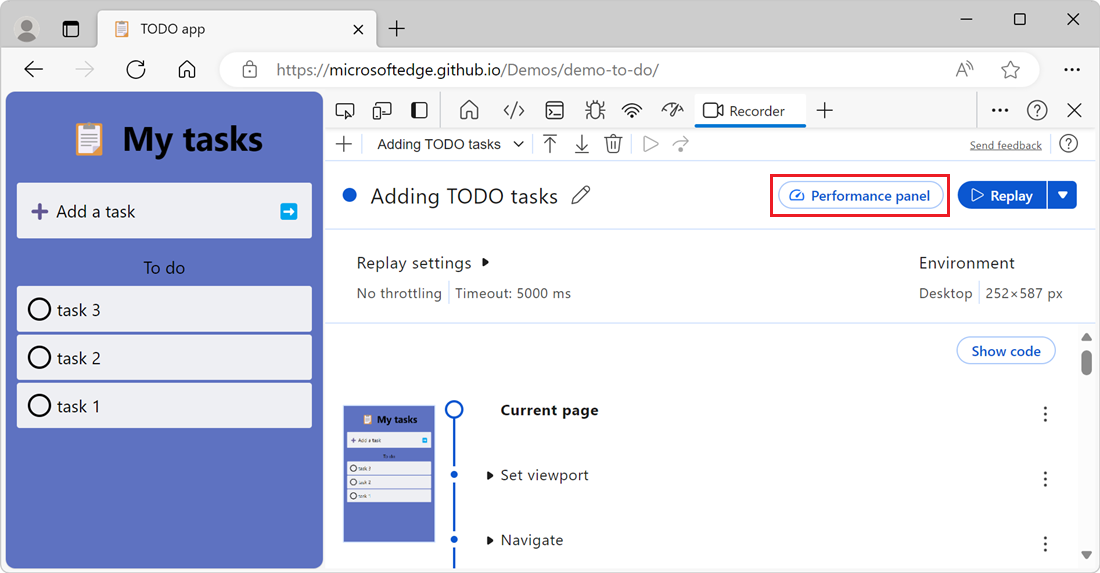 TODO app
https://microsoftedge.github.io/Demos/demo-to-do/
My tasks
Add a task
To do
task 3
task 2
task 1
Recorder
Adding TODO tasks
Send feedback
Adding TODO tasks
Performance panel
Replay
Replay settings
Environment
No throttling
Timeout: 5000 ms
Desktop
252×587 px
Show code
My tasks
Add a task
To do
task 3
task 2
task 1
Current page
Set viewport
Navigate